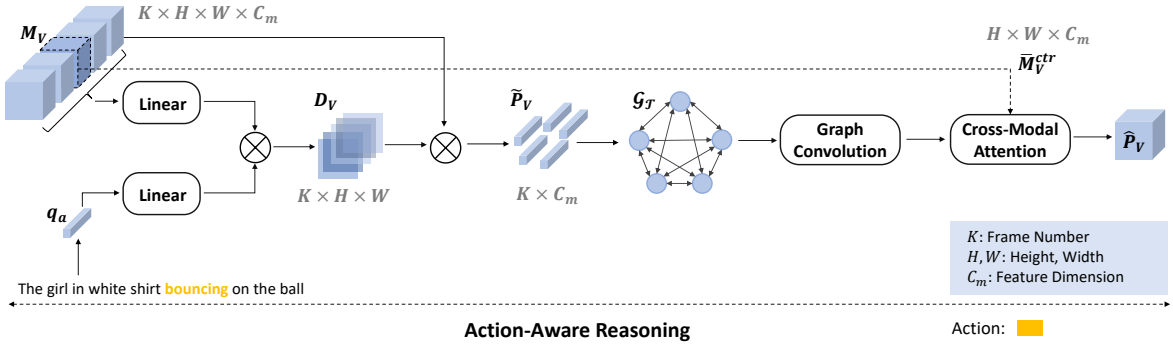 K × H × W × C_m
M_V
Linear
D_V
P̃_V
G_T
H × W × C_m
M̄_V^ctr
Graph
Convolution
Cross-Modal
Attention
P̂_V
Linear
K × H × W
K × C_m
q_a
The girl in white shirt bouncing on the ball
K: Frame Number
H, W: Height, Width
C_m: Feature Dimension
Action-Aware Reasoning
Action: